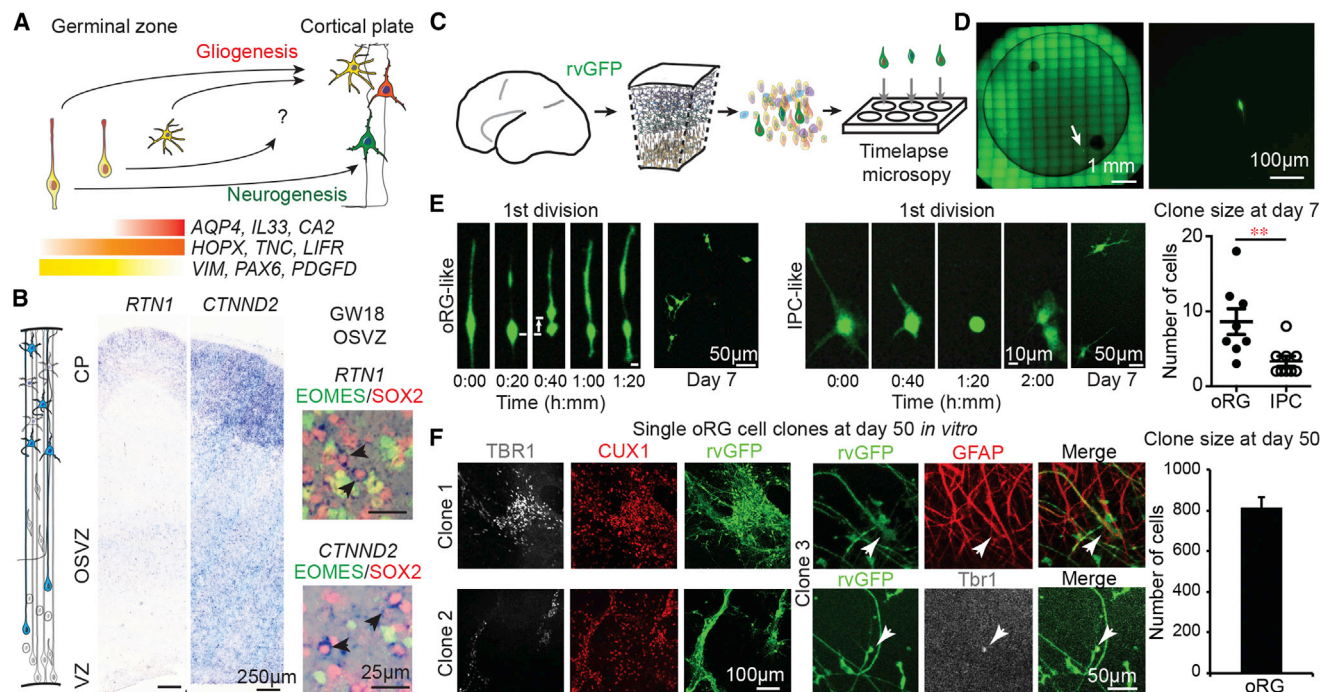 A
Germinal zone
Cortical plate
Gliogenesis
?
Neurogenesis
AQP4, IL33, CA2
HOPX, TNC, LIFR
VIM, PAX6, PDGFD
B
RTN1
CTNND2
CP
OSVZ
VZ
250μm
GW18
OSVZ
RTN1
EOMES/SOX2
CTNND2
EOMES/SOX2
25μm
C
rvGFP
Timelapse
microsopy
D
1 mm
100μm
E
1st division
oRG-like
0:00
0:20
0:40
1:00
1:20
Time (h:mm)
50μm
Day 7
1st division
IPC-like
10μm
0:00
0:40
1:20
2:00
Time (h:mm)
50μm
Day 7
Clone size at day 7
**
Number of cells
20
10
0
oRG
IPC
F
Single oRG cell clones at day 50 in vitro
TBR1
CUX1
rvGFP
Clone 1
Clone 2
100μm
rvGFP
GFAP
Merge
Clone 3
rvGFP
Tbr1
Merge
50μm
Clone size at day 50
Number of cells
1000
800
600
400
200
0
oRG